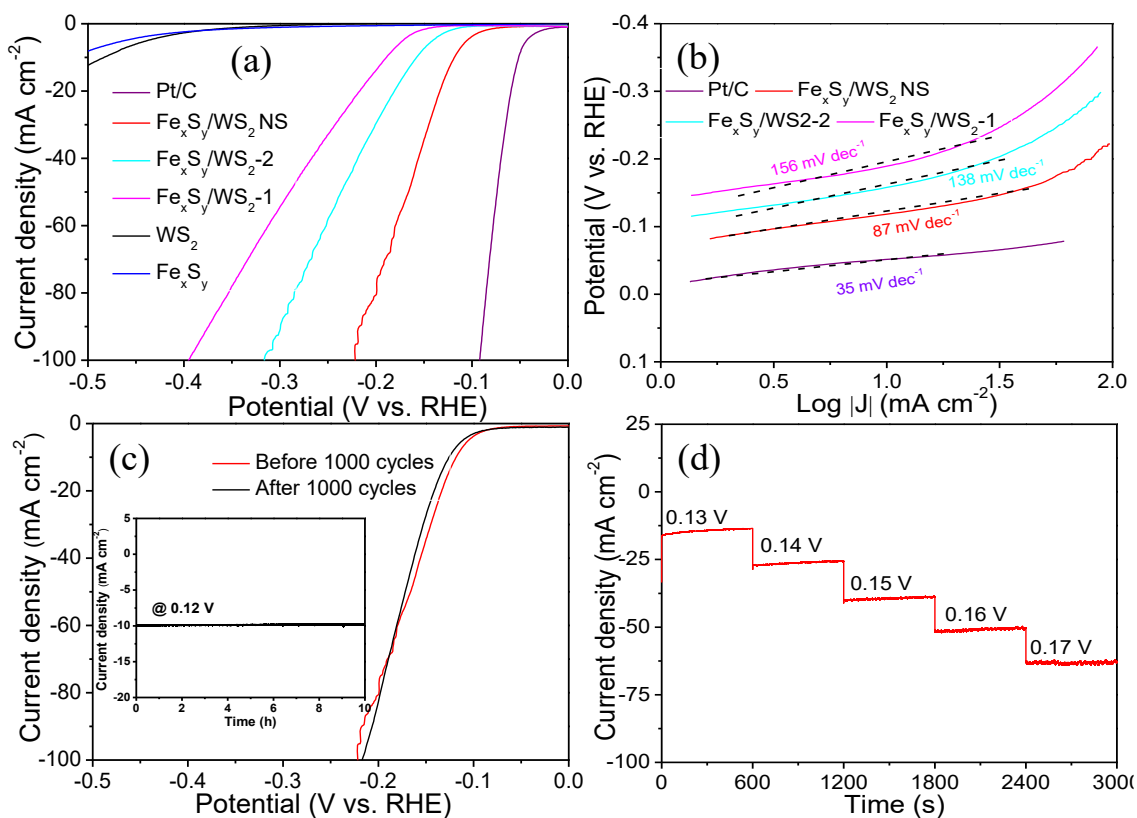 (a)
Pt/C
FeₓSᵧ/WS₂ NS
FeₓSᵧ/WS₂-2
FeₓSᵧ/WS₂-1
WS₂
FeₓSᵧ
0
-20
-40
-60
-80
-100
Current density (mA cm⁻²)
-0.5 -0.4 -0.3 -0.2 -0.1 0.0
Potential (V vs. RHE)
(b)
Pt/C FeₓSᵧ/WS₂ NS
FeₓSᵧ/WS2-2 FeₓSᵧ/WS₂-1
156 mV dec⁻¹
138 mV dec⁻¹
87 mV dec⁻¹
35 mV dec⁻¹
-0.4
-0.3
-0.2
-0.1
0.0
0.1
Potential (V vs. RHE)
0.0 0.5 1.0 1.5 2.0
Log |J| (mA cm⁻²)
(c)
Before 1000 cycles
After 1000 cycles
0
-20
-40
-60
-80
-100
Current density (mA cm⁻²)
-0.5 -0.4 -0.3 -0.2 -0.1 0.0
Potential (V vs. RHE)
@ 0.12 V
5
0
-5
-10
-15
-20
Current density (mA cm⁻²)
0 2 4 6 8 10
Time (h)
(d)
0.13 V
0.14 V
0.15 V
0.16 V
0.17 V
25
0
-25
-50
-75
-100
Current density (mA cm⁻²)
0 600 1200 1800 2400 3000
Time (s)